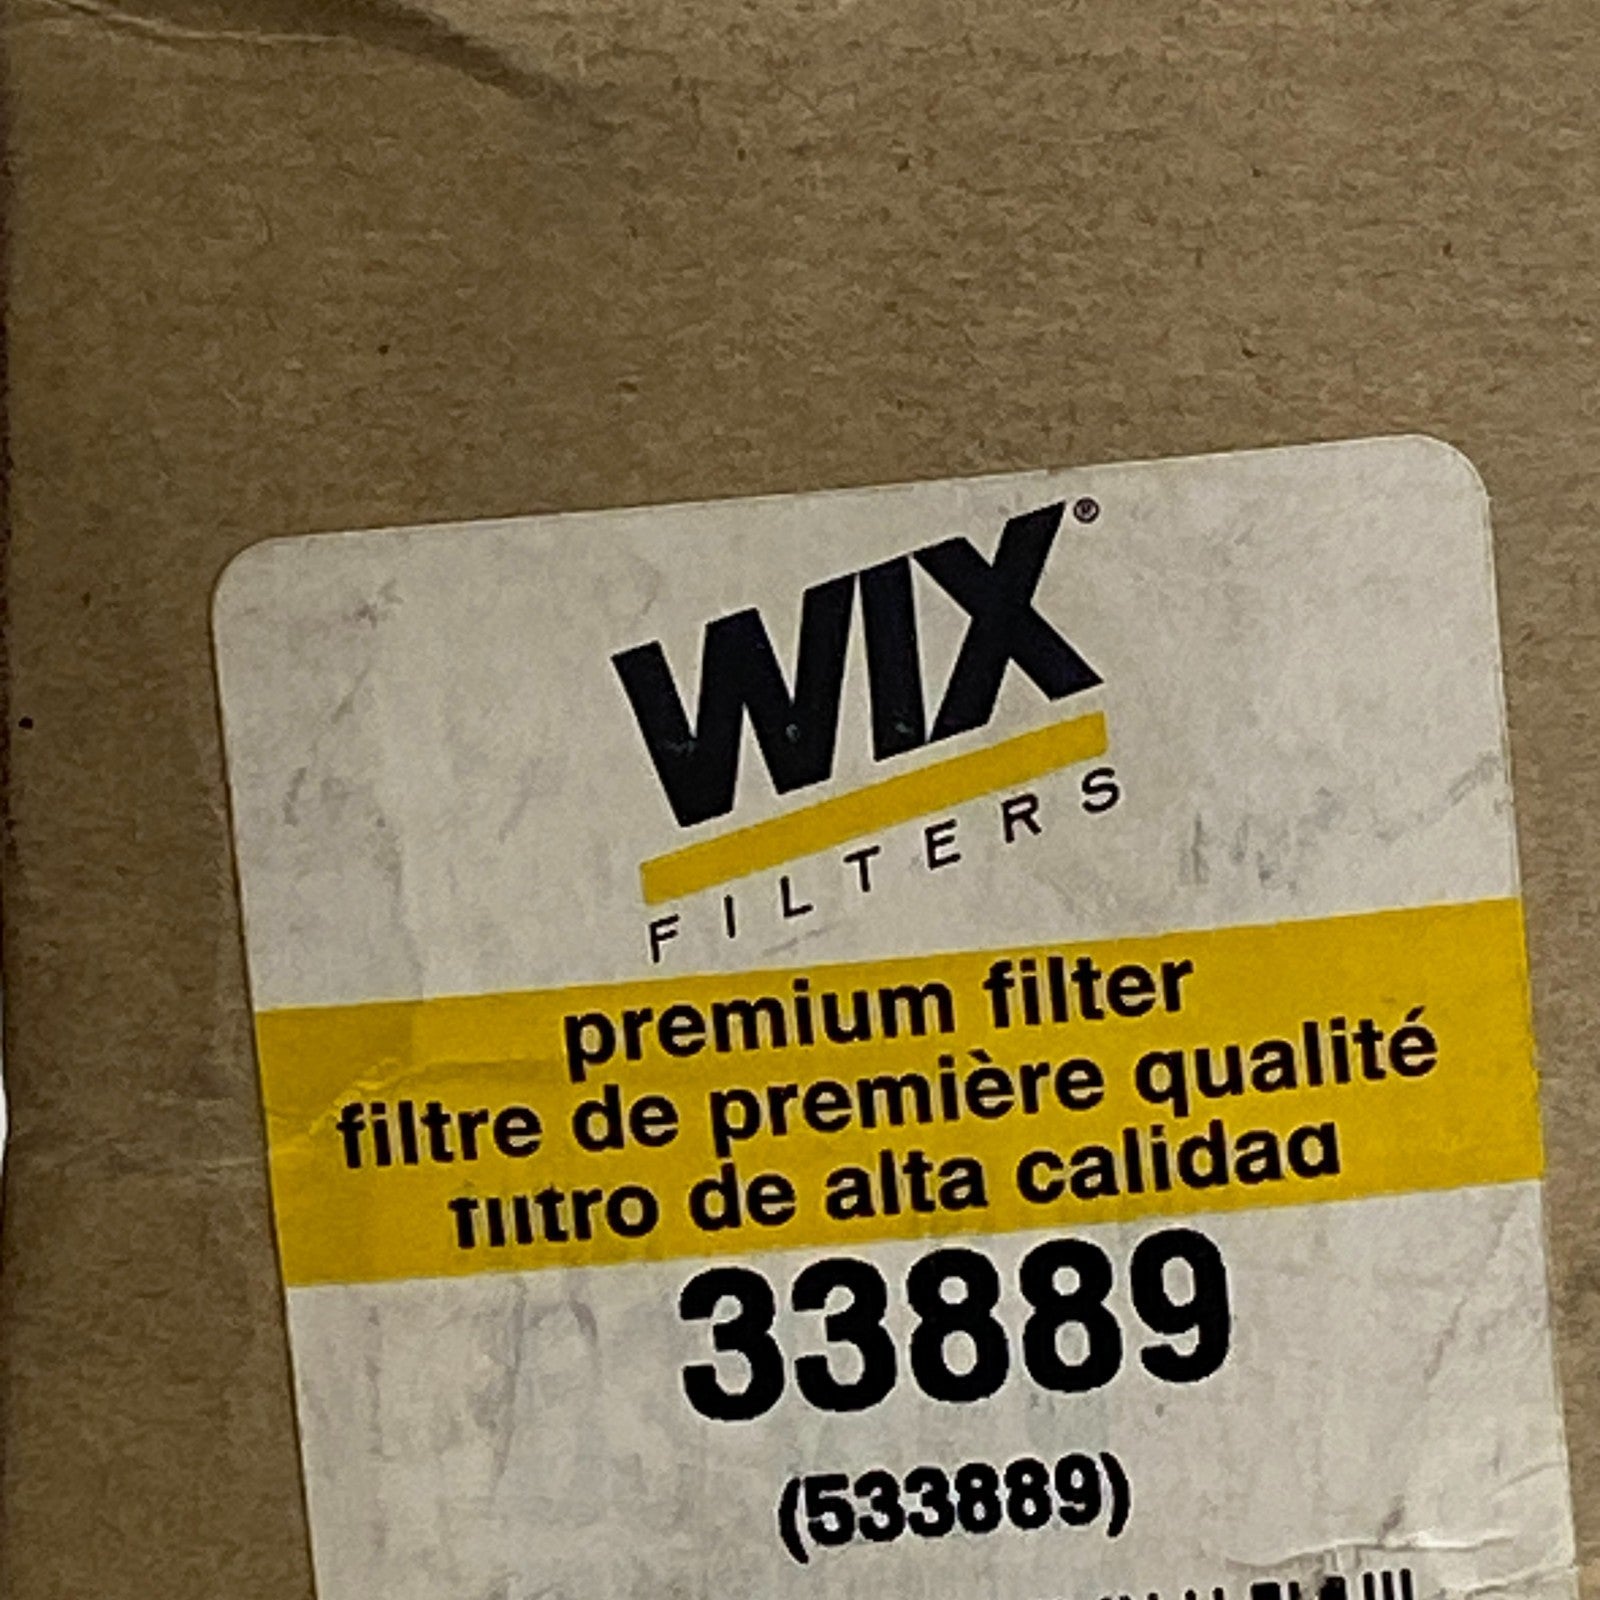 WIX®
FILTERS
premium filter
filtre de première qualité
filtro de alta calidad
33889
(533889)